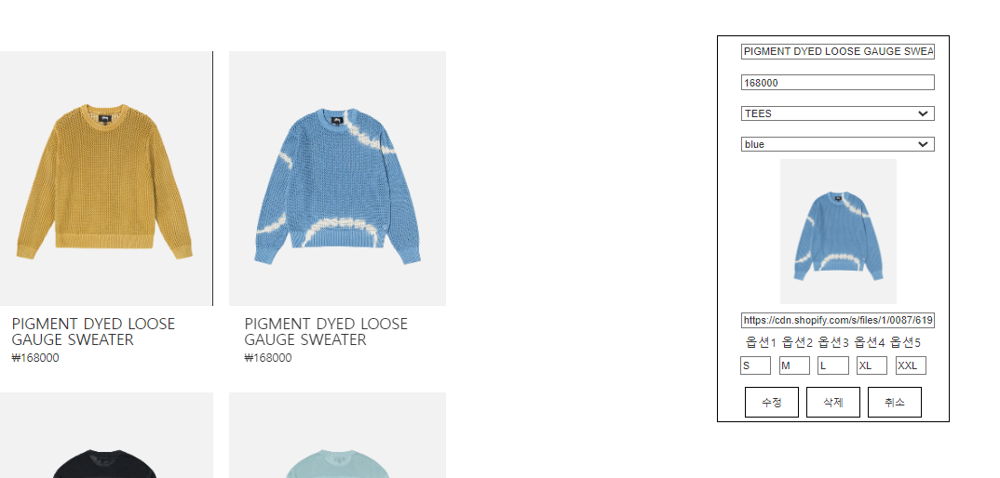 PIGMENT DYED LOOSE
GAUGE SWEATER
₩168000
PIGMENT DYED LOOSE
GAUGE SWEATER
₩168000
PIGMENT DYED LOOSE GAUGE SWEA
168000
TEES
blue
https://cdn.shopify.com/s/files/1/0087/619
옵션1 옵션2 옵션3 옵션4 옵션5
S M L XL XXL
수정 삭제 취소